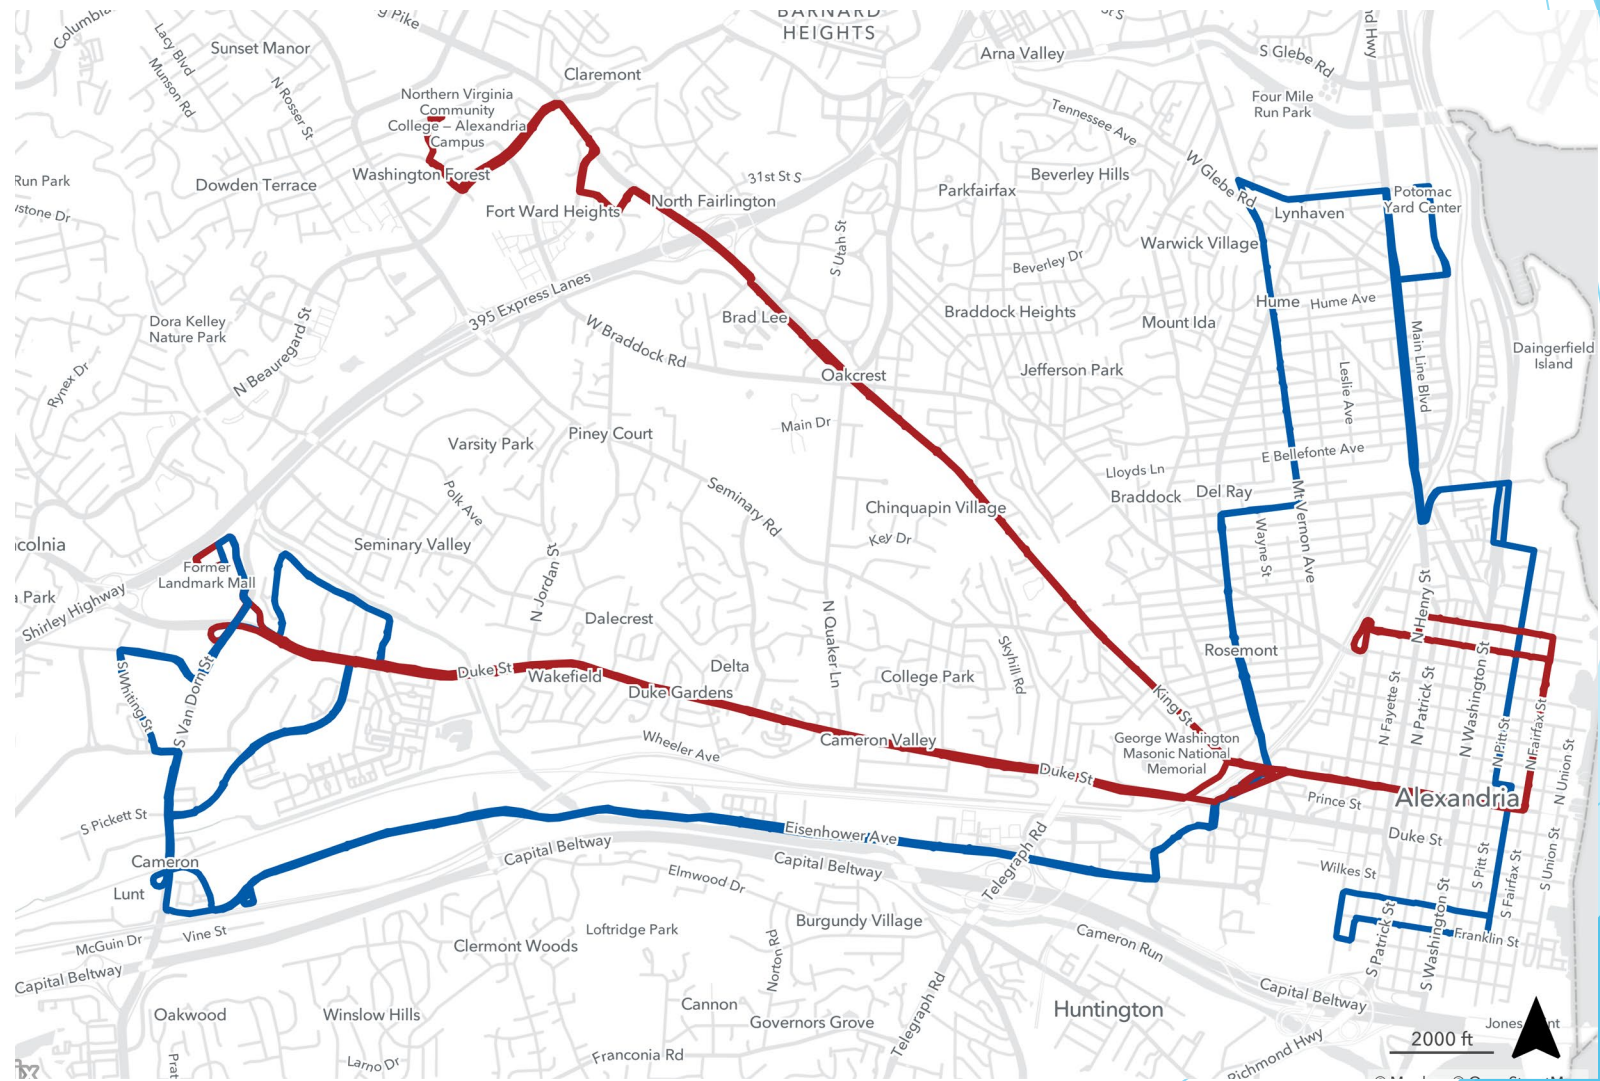 BARNARD
HEIGHTS
Columbia
g Pike
Lacy Blvd
Munson Rd
Sunset Manor
N Rosser St
Claremont
Arna Valley
S Glebe Rd
Four Mile
Run Park
Northern Virginia
Community
College – Alexandria
Campus
Tennessee Ave
W Glebe Rd
Run Park
Dowden Terrace
Washington Forest
31st St S
Parkfairfax
Beverley Hills
Potomac
Yard Center
Fort Ward Heights
North Fairlington
Lynhaven
S Utah St
Warwick Village
Beverley Dr
395 Express Lanes
Hume
Hume Ave
Dora Kelley
Nature Park
N Beauregard St
W Braddock Rd
Brad Lee
Braddock Heights
Mount Ida
Main Line Blvd
Daingerfield
Island
Rynex Dr
Oakcrest
Jefferson Park
Leslie Ave
Varsity Park
Piney Court
Main Dr
E Bellefonte Ave
Lloyds Ln
Braddock
Del Ray
Polk Ave
Seminary Rd
Chinquapin Village
Key Dr
Mt Vernon Ave
Wayne St
colnia
Seminary Valley
Former
Landmark Mall
N Jordan St
a Park
Shirley Highway
Dalecrest
N Quaker Ln
Skyhill Rd
N Henry St
Rosemont
S Whiting St
S Van Dorn St
Duke St
Wakefield
Delta
Duke Gardens
College Park
King St
N Fayette St
N Patrick St
N Washington St
N Pitt St
N Fairfax St
N Union St
Wheeler Ave
Cameron Valley
George Washington
Masonic National
Memorial
Duke St
Prince St
Alexandria
S Pickett St
Eisenhower Ave
Duke St
Cameron
Capital Beltway
Capital Beltway
Telegraph Rd
Wilkes St
S Pitt St
S Fairfax St
S Union St
Lunt
Elmwood Dr
McGuin Dr
Vine St
Clermont Woods
Loftridge Park
Burgundy Village
Norton Rd
Cameron Run
S Patrick St
S Washington St
Franklin St
Capital Beltway
Telegraph Rd
Capital Beltway
Oakwood
Winslow Hills
Cannon
Governors Grove
Huntington
Larno Dr
Franconia Rd
Richmond Hwy
2000 ft